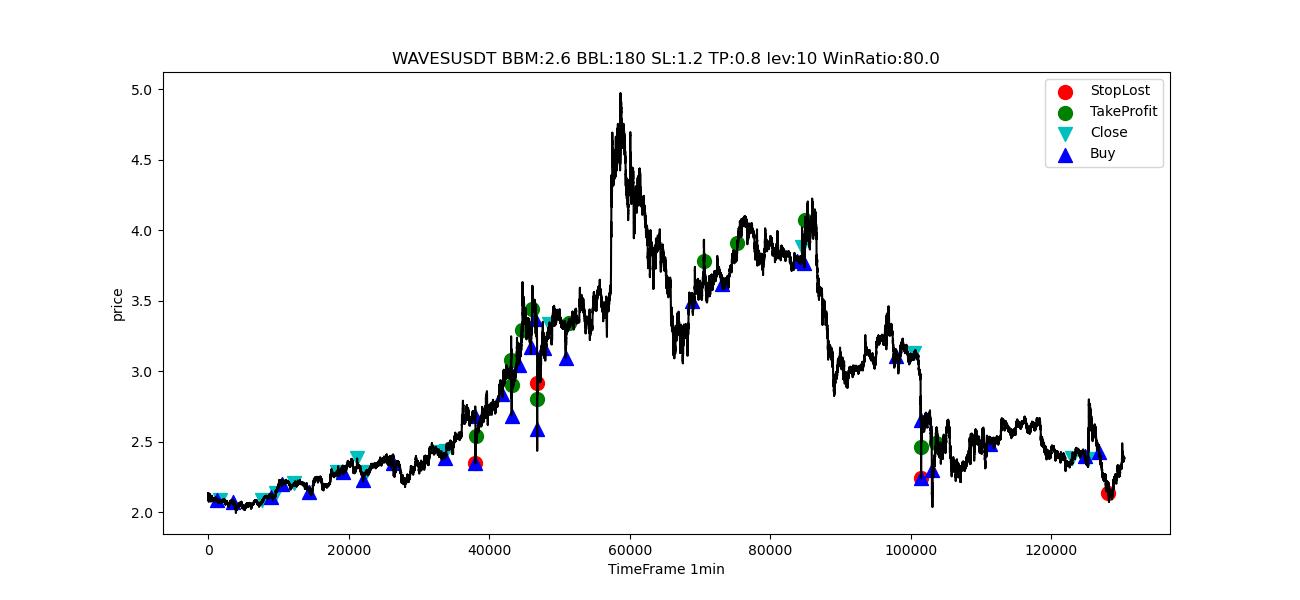 WAVESUSDT BBM:2.6 BBL:180 SL:1.2 TP:0.8 lev:10 WinRatio:80.0
StopLost
TakeProfit
Close
Buy
price
5.0
4.5
4.0
3.5
3.0
2.5
2.0
0 20000 40000 60000 80000 100000 120000
TimeFrame 1min